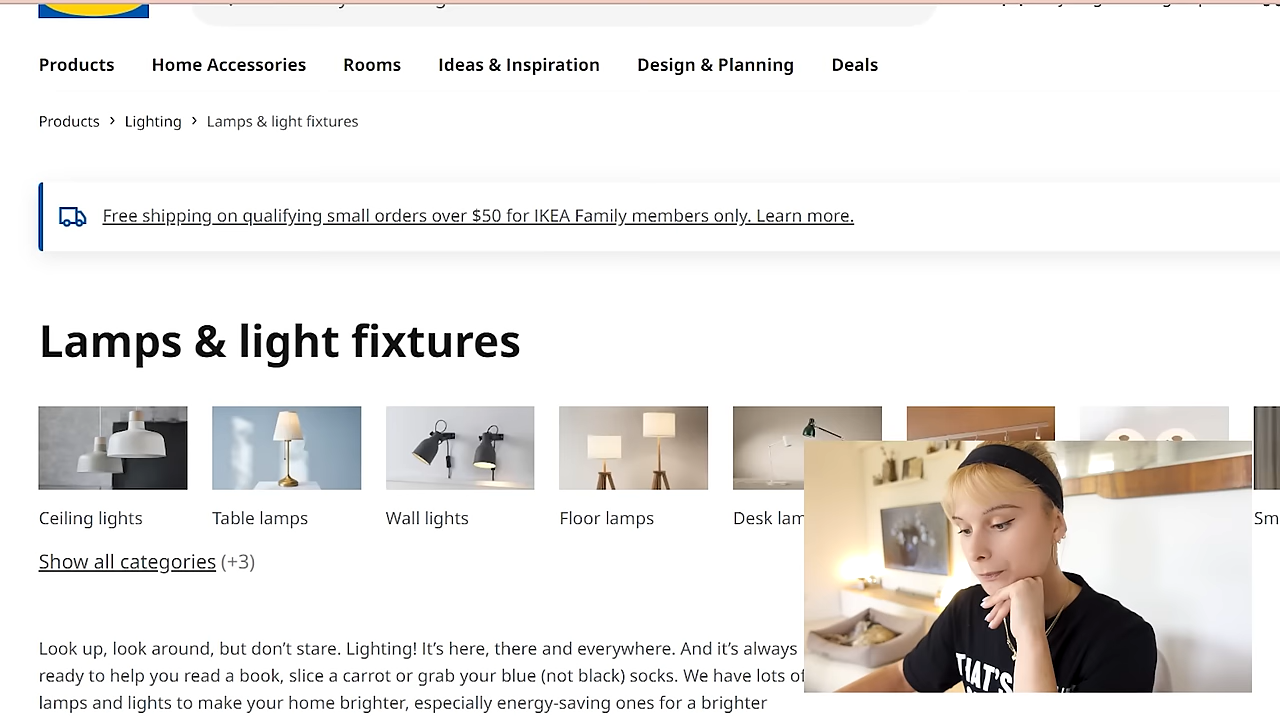 Products Home Accessories Rooms Ideas & Inspiration Design & Planning Deals
Products › Lighting › Lamps & light fixtures
Free shipping on qualifying small orders over $50 for IKEA Family members only. Learn more.
Lamps & light fixtures
Ceiling lights Table lamps Wall lights Floor lamps Desk lam Sm
Show all categories (+3)
Look up, look around, but don’t stare. Lighting! It’s here, there and everywhere. And it’s always
ready to help you read a book, slice a carrot or grab your blue (not black) socks. We have lots of
lamps and lights to make your home brighter, especially energy-saving ones for a brighter
THAT'S